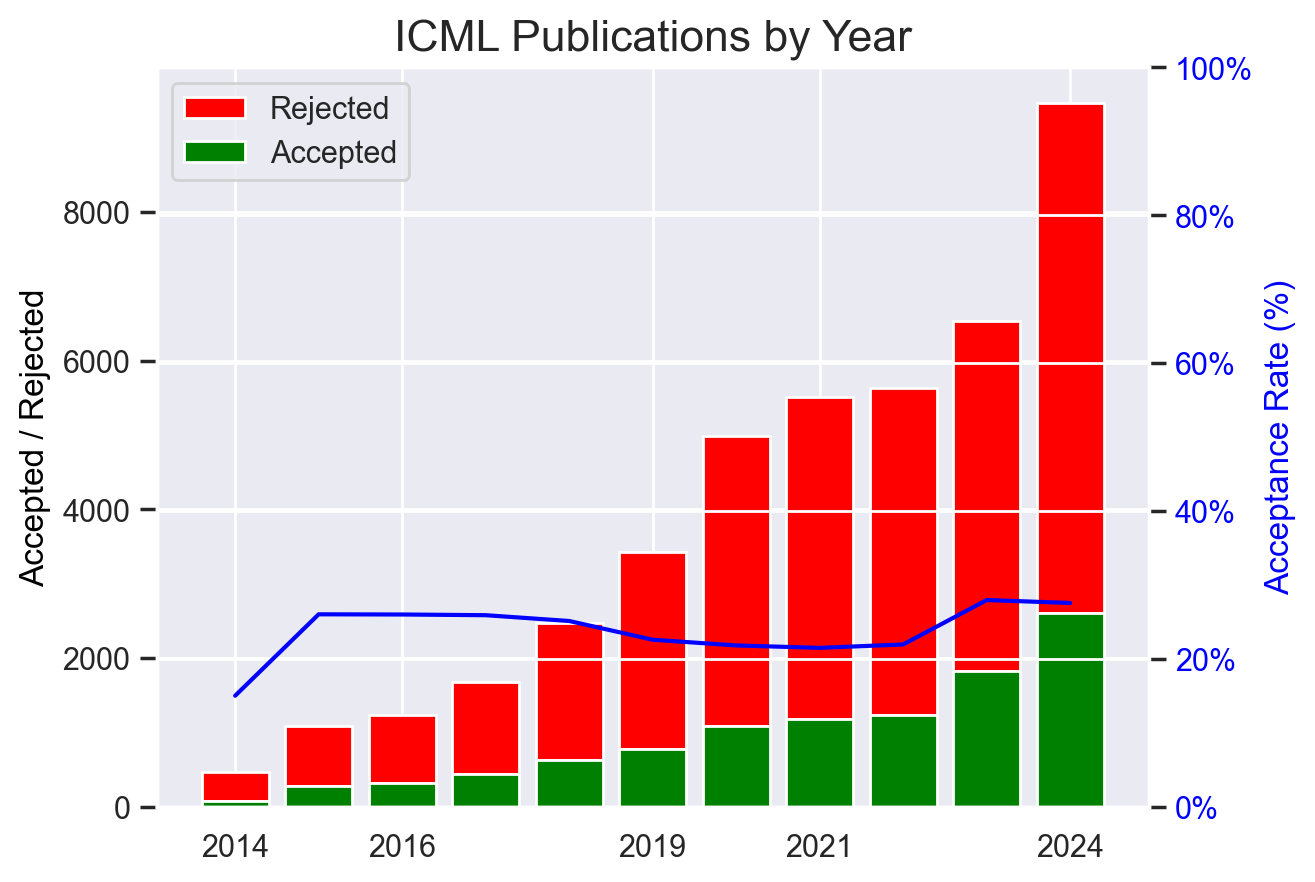 ICML Publications by Year
Rejected
Accepted
Accepted / Rejected
8000
6000
4000
2000
0
100%
80%
60%
40%
20%
0%
Acceptance Rate (%)
2014 2016 2019 2021 2024